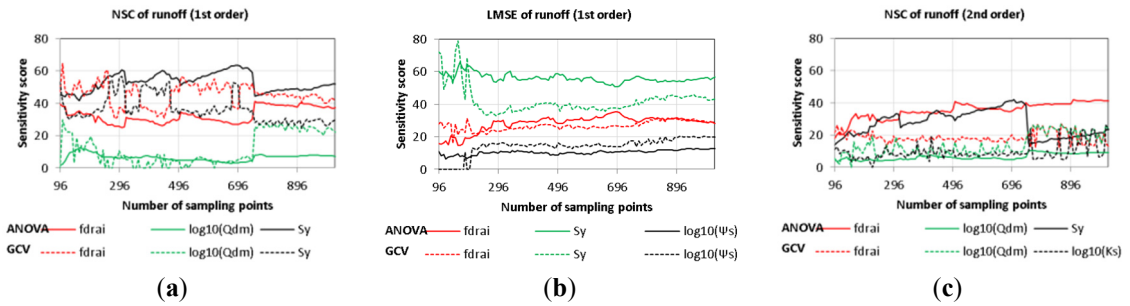 NSC of runoff (1st order)
Sensitivity score
80
60
40
20
0
96 296 496 696 896
Number of sampling points
ANOVA fdrai log10(Qdm) Sy
GCV fdrai log10(Qdm) Sy
(a)
LMSE of runoff (1st order)
Sensitivity score
80
60
40
20
0
96 296 496 696 896
Number of sampling points
ANOVA fdrai Sy log10(Ψs)
GCV fdrai Sy log10(Ψs)
(b)
NSC of runoff (2nd order)
Sensitivity score
80
60
40
20
0
96 296 496 696 896
Number of sampling points
ANOVA fdrai log10(Qdm) Sy
GCV fdrai log10(Qdm) log10(Ks)
(c)